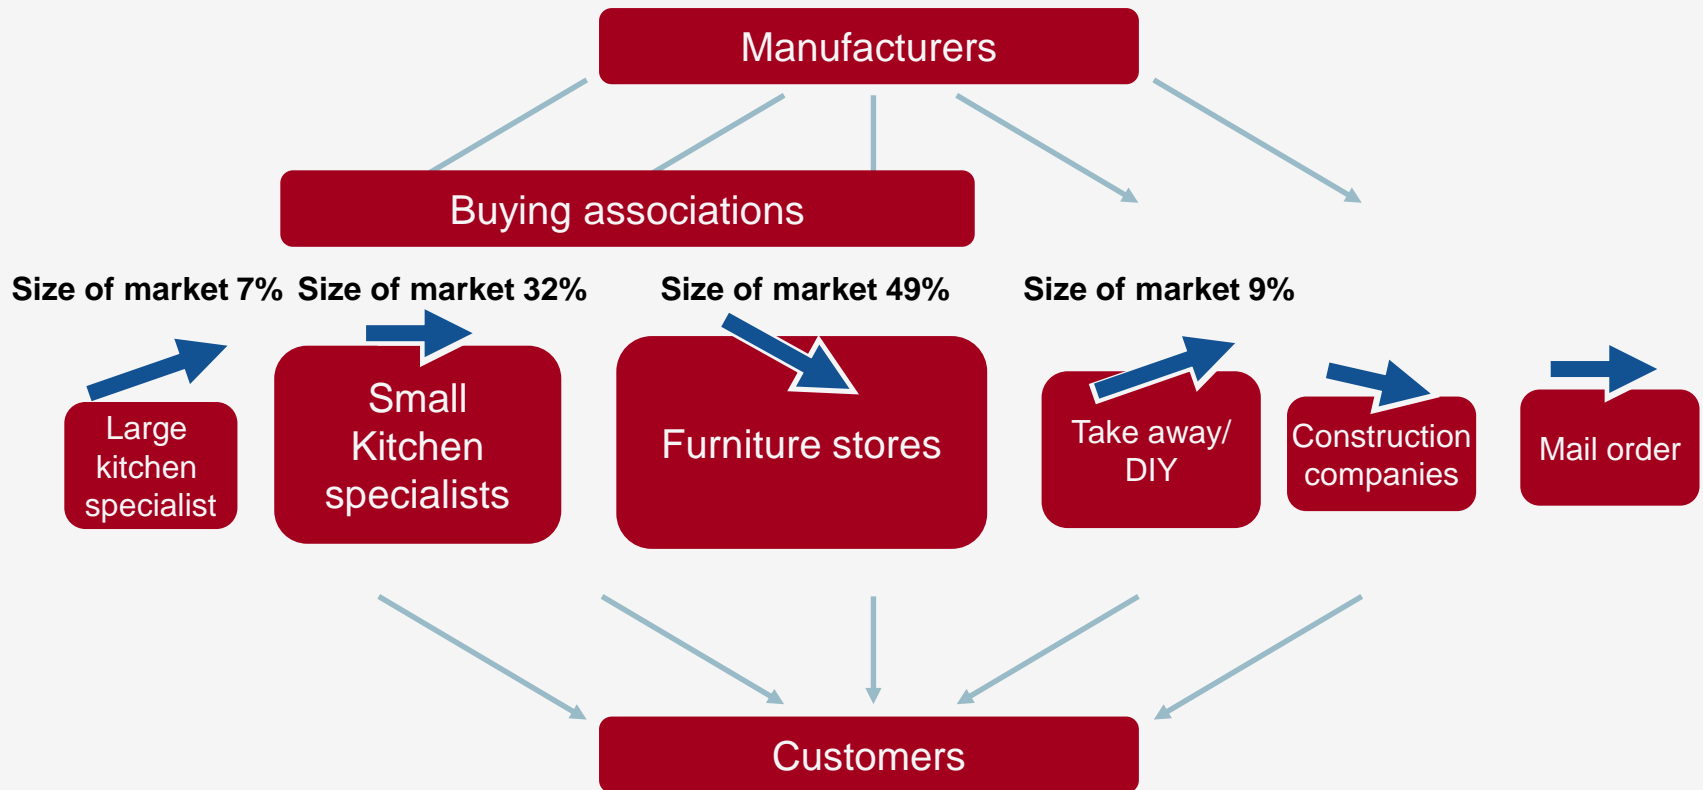 Manufacturers
Buying associations
Size of market 7%
Size of market 32%
Size of market 49%
Size of market 9%
Large
kitchen
specialist
Small
Kitchen
specialists
Furniture stores
Take away/
DIY
Construction
companies
Mail order
Customers